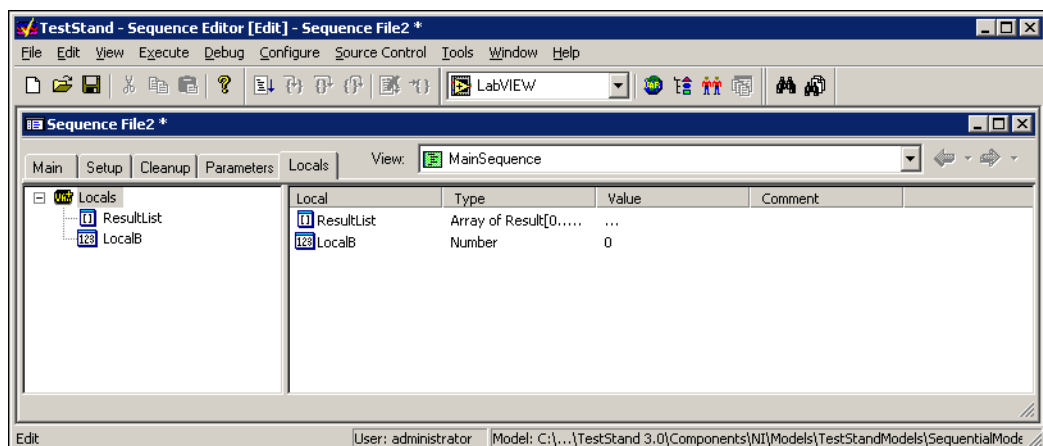 TestStand - Sequence Editor [Edit] - Sequence File2 *
File Edit View Execute Debug Configure Source Control Tools Window Help
LabVIEW
Sequence File2 *
Main Setup Cleanup Parameters Locals View: MainSequence
Locals
ResultList
LocalB
Local Type Value Comment
ResultList Array of Result[0..... ...
LocalB Number 0
Edit User: administrator Model: C:\...\TestStand 3.0\Components\NI\Models\TestStandModels\SequentialMode